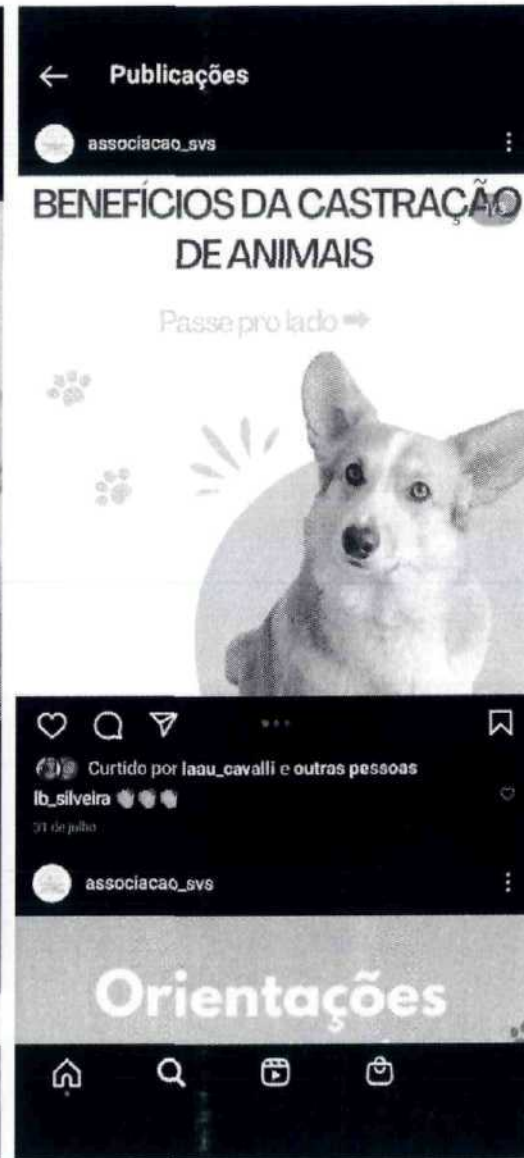 Publicações
associacao_svs
BENEFÍCIOS DA CASTRAÇÃO
DE ANIMAIS
Passe pro lado
Curtido por laau_cavalli e outras pessoas
lb_silveira
31 de julho
associacao_svs
Orientações